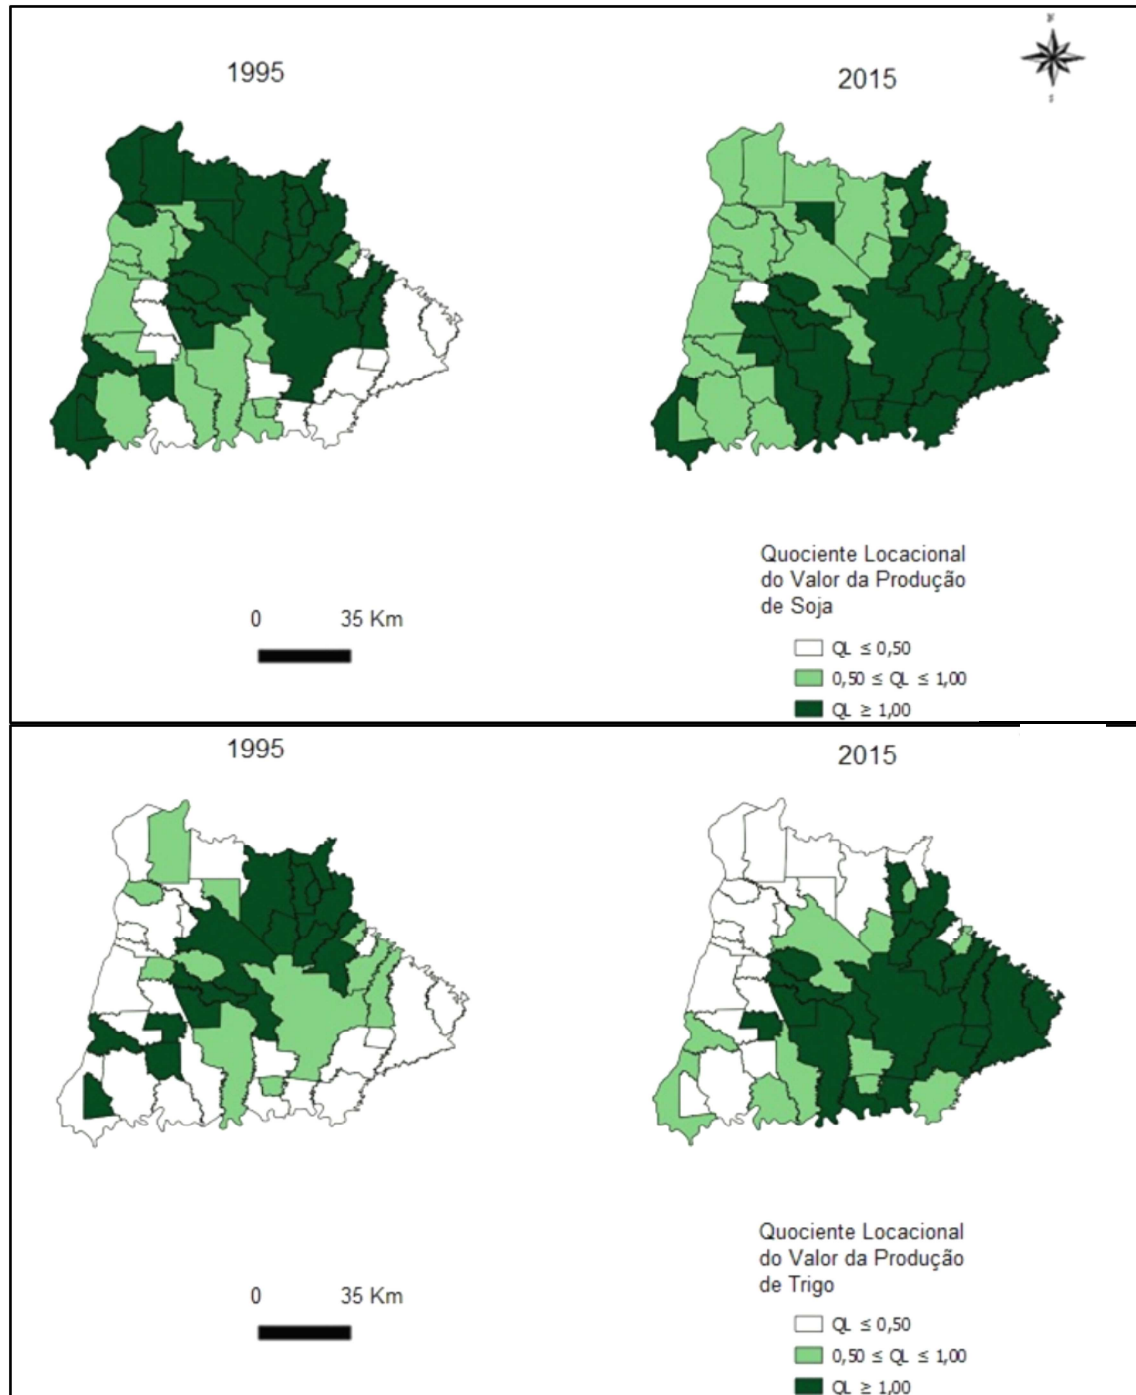 N
1995
2015
S
Quociente Locacional
do Valor da Produção
de Soja
0 35 Km
QL ≤ 0,50
0,50 ≤ QL ≤ 1,00
QL ≥ 1,00
1995
2015
Quociente Locacional
do Valor da Produção
de Trigo
0 35 Km
QL ≤ 0,50
0,50 ≤ QL ≤ 1,00
QL ≥ 1,00